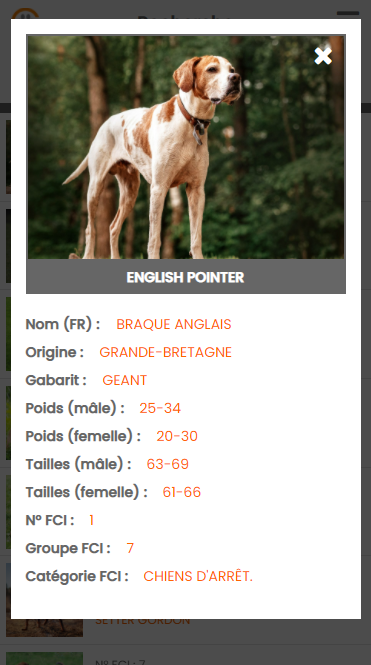 ENGLISH POINTER
Nom (FR) : BRAQUE ANGLAIS
Origine : GRANDE-BRETAGNE
Gabarit : GEANT
Poids (mâle) : 25-34
Poids (femelle) : 20-30
Tailles (mâle) : 63-69
Tailles (femelle) : 61-66
N° FCI : 1
Groupe FCI : 7
Catégorie FCI : CHIENS D'ARRÊT.
SETTER GORDON
N° FCI : 7